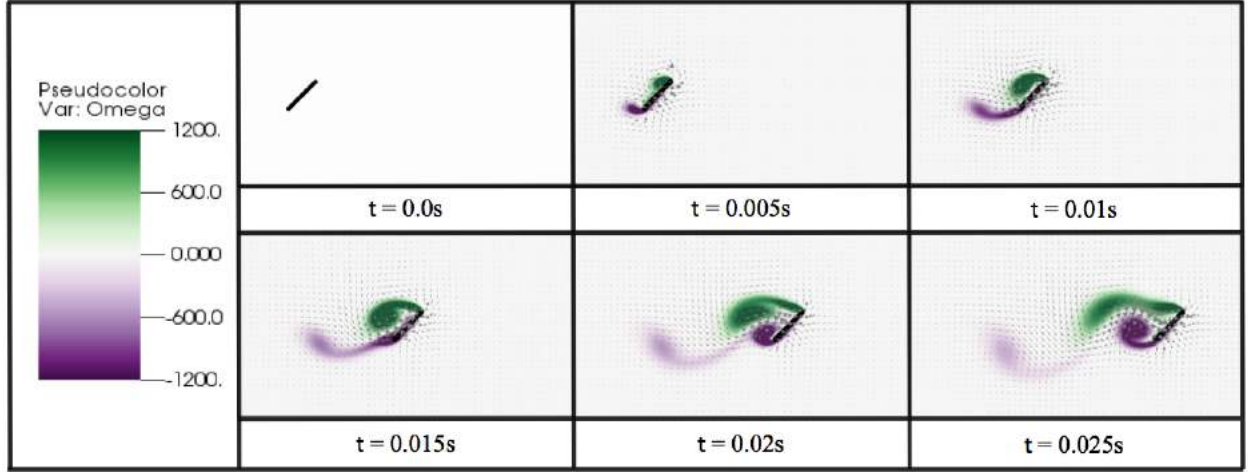 Pseudocolor
Var: Omega
1200.
600.0
0.000
-600.0
-1200.
t = 0.0s
t = 0.005s
t = 0.01s
t = 0.015s
t = 0.02s
t = 0.025s